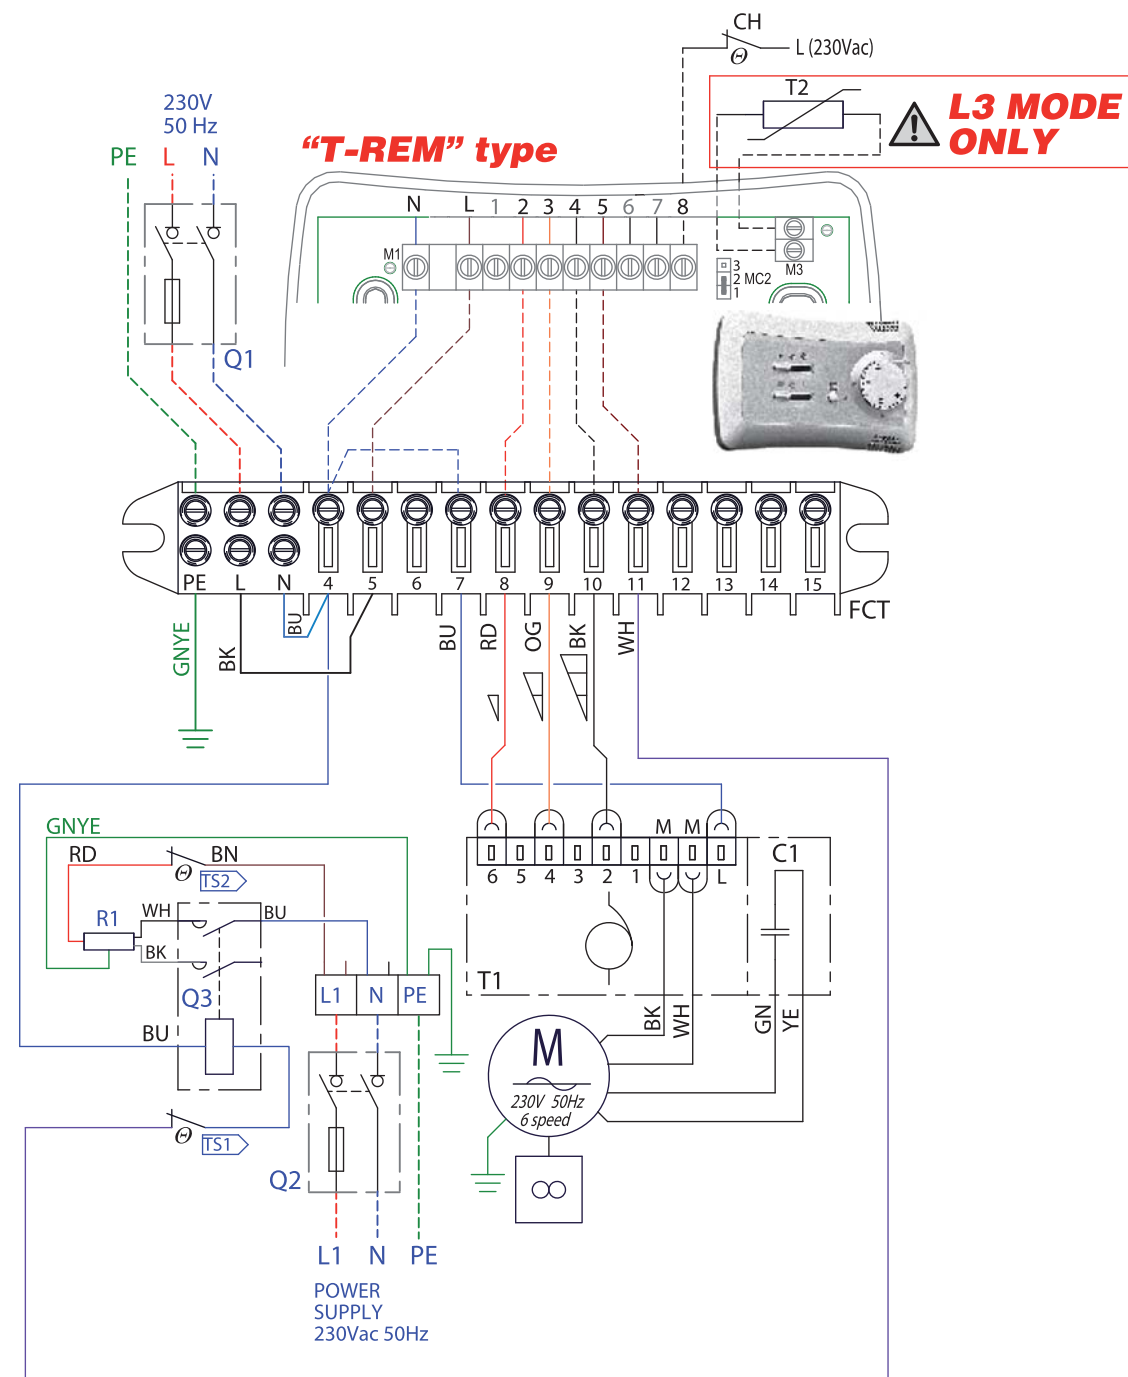 CH
L (230Vac)
T2
L3 MODE
ONLY
230V
50 Hz
PE L N
"T-REM" type
N L 1 2 3 4 5 6 7 8
M1
M3
3
2 MC2
1
Q1
PE L N 4 5 6 7 8 9 10 11 12 13 14 15
FCT
GNYE
BK
BU
BU
RD
OG
BK
WH
GNYE
RD
BN
TS2
R1
WH
BU
BK
Q3
BU
TS1
L1 N PE
Q2
L1 N PE
POWER
SUPPLY
230Vac 50Hz
M M
6 5 4 3 2 1 L
C1
T1
BK
WH
GN
YE
M
230V 50Hz
6 speed